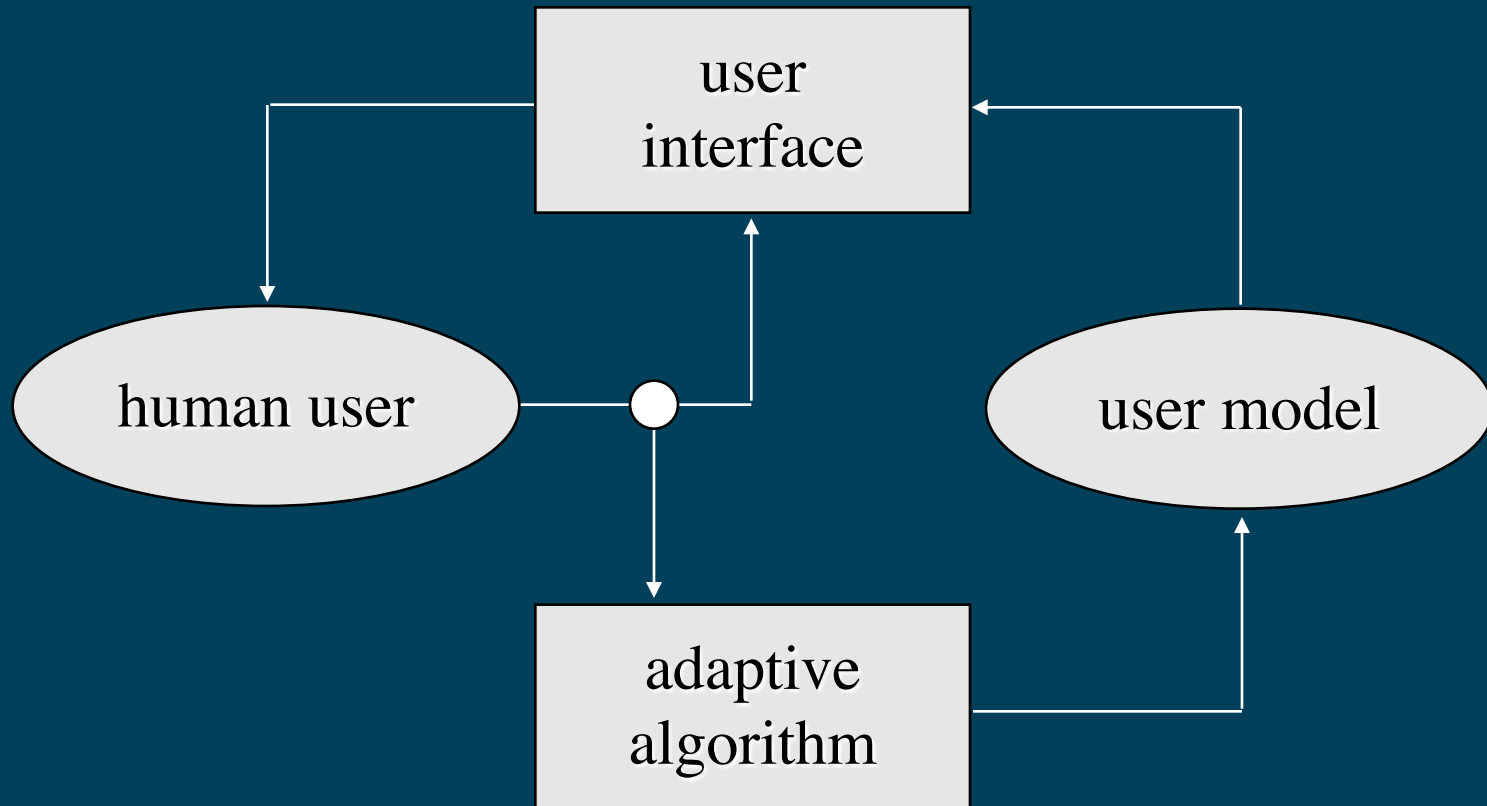 user
interface
human user
user model
adaptive
algorithm